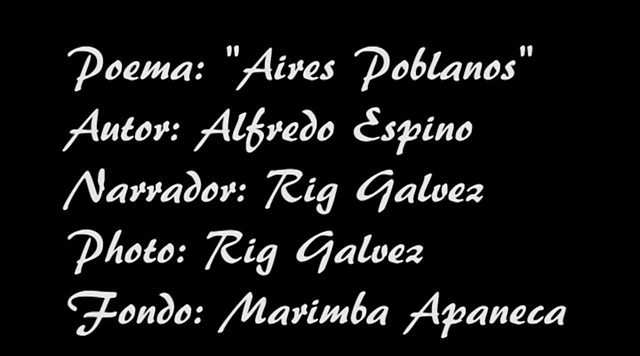 Poema: "Aires Poblanos"
Autor: Alfredo Espino
Narrador: Rig Galvez
Photo: Rig Galvez
Fondo: Marimba Apaneca